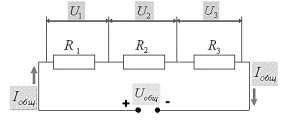 U₁ U₂ U₃
R₁ R₂ R₃
Iобщ + Uобщ - Iобщ